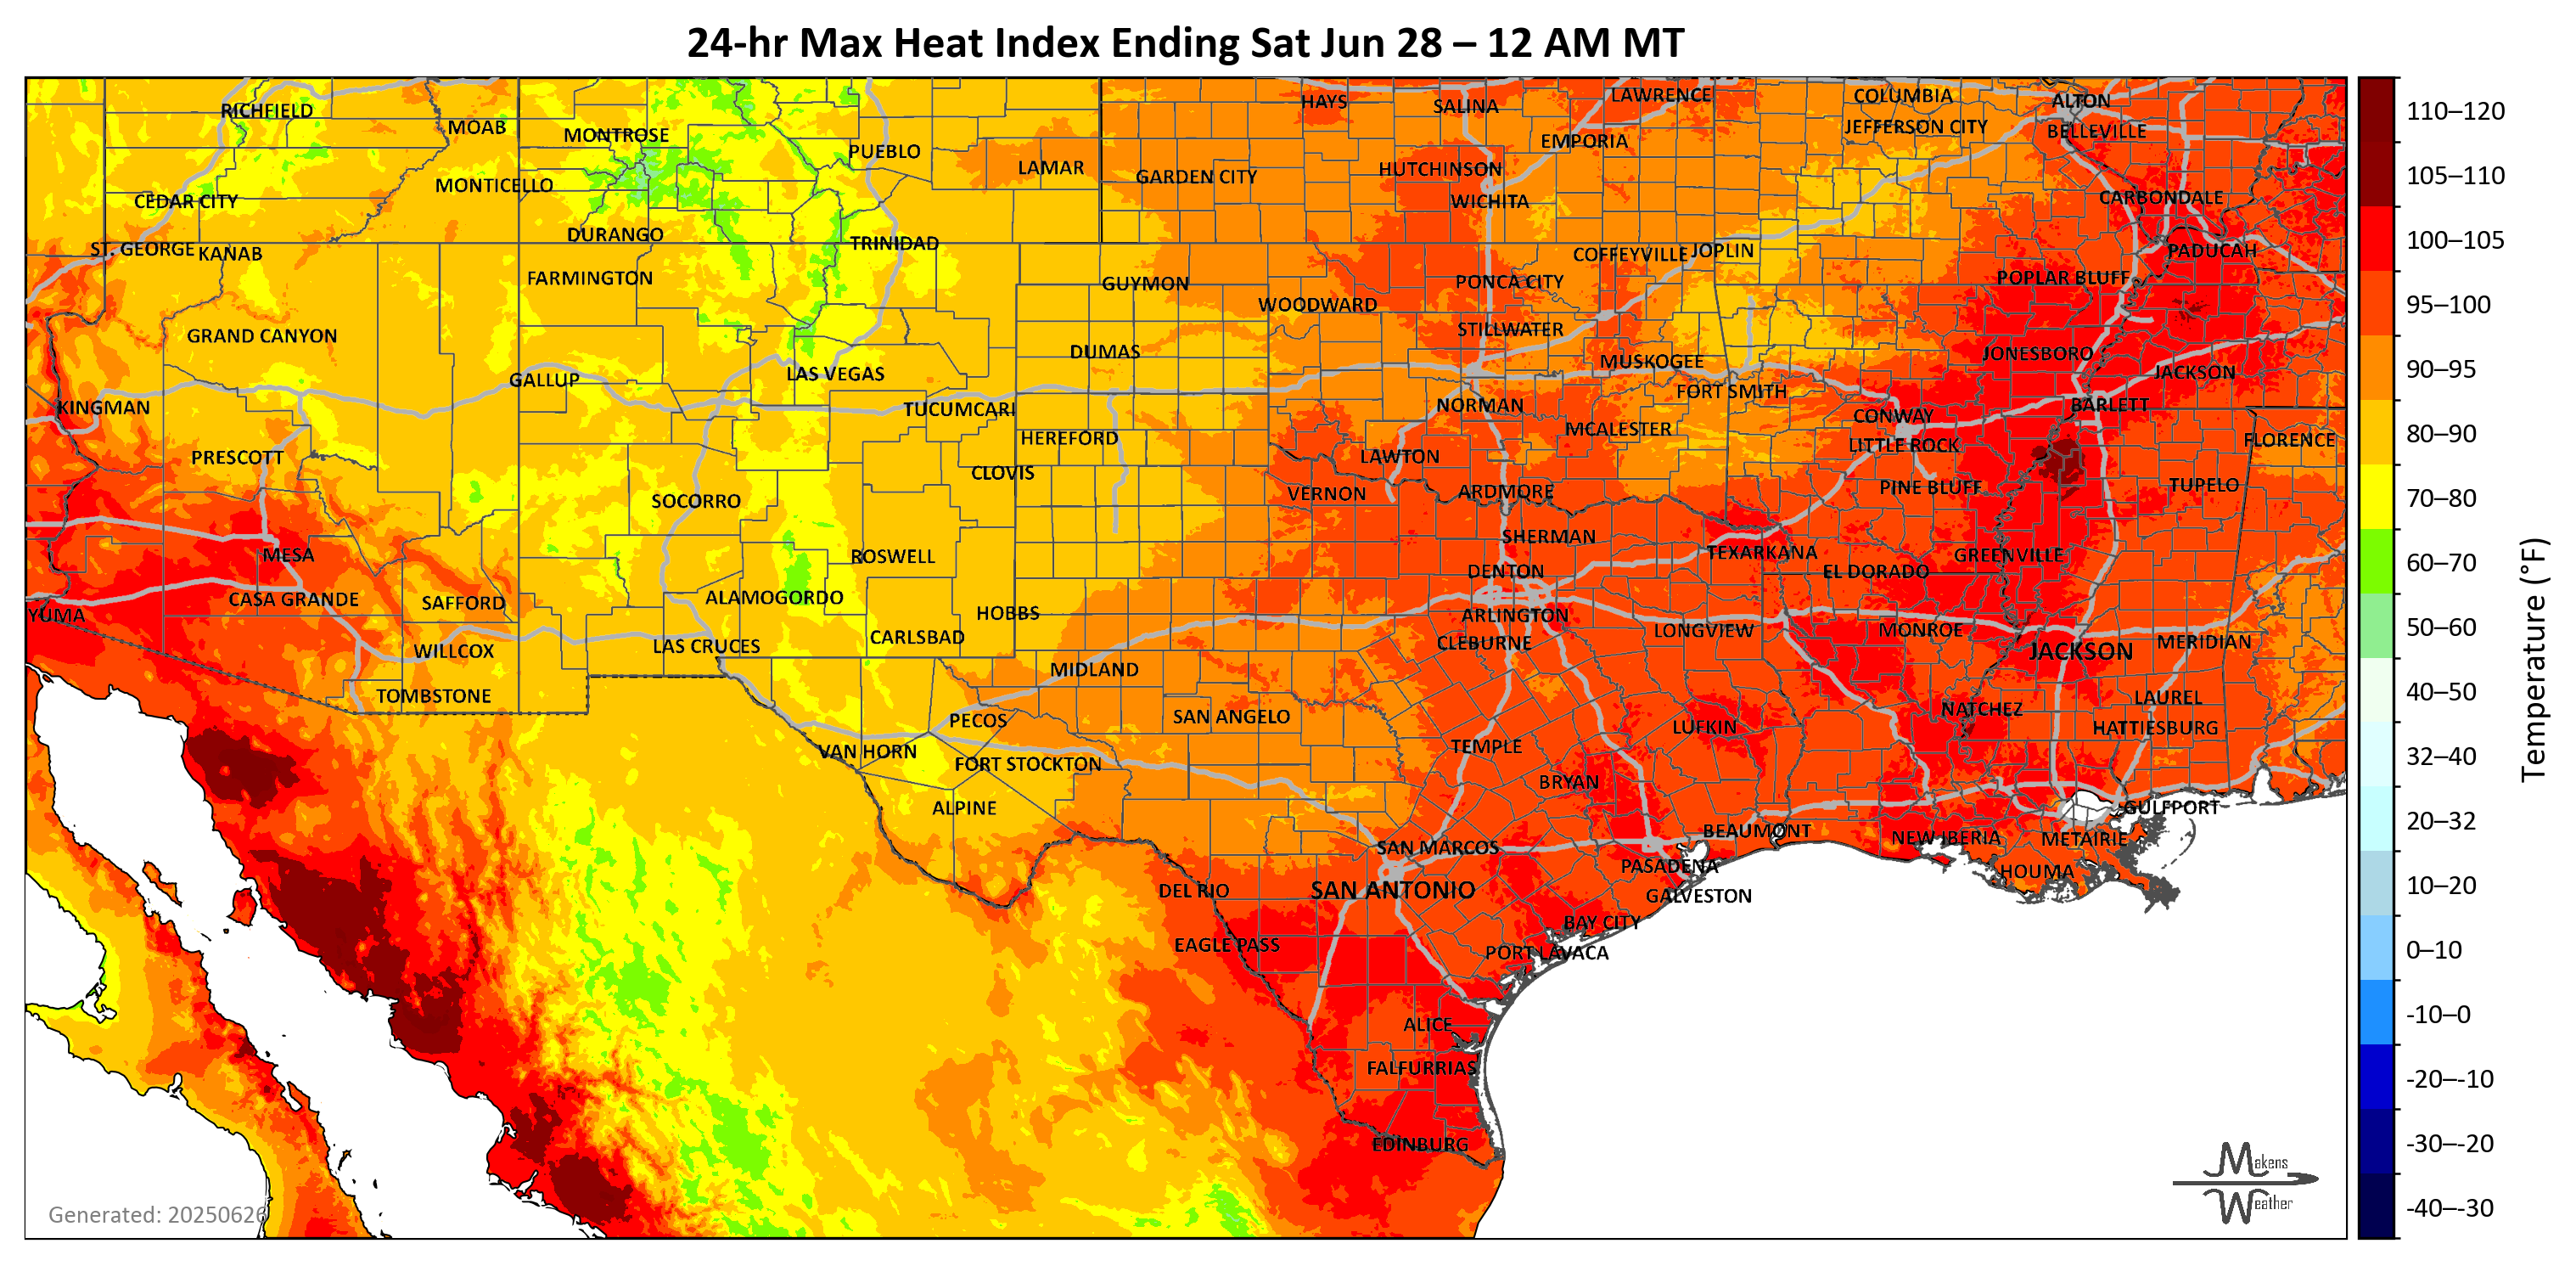 24-hr Max Heat Index Ending Sat Jun 28 – 12 AM MT
RICHFIELD
MOAB
MONTROSE
PUEBLO
LAMAR
HAYS
SALINA
LAWRENCE
COLUMBIA
ALTON
EMPORIA
JEFFERSON CITY
BELLEVILLE
CEDAR CITY
MONTICELLO
GARDEN CITY
HUTCHINSON
WICHITA
CARBONDALE
ST. GEORGE
KANAB
DURANGO
TRINIDAD
COFFEYVILLE
JOPLIN
PADUCAH
FARMINGTON
GUYMON
WOODWARD
PONCA CITY
POPLAR BLUFF
GRAND CANYON
DUMAS
STILLWATER
MUSKOGEE
JONESBORO
JACKSON
GALLUP
LAS VEGAS
FORT SMITH
KINGMAN
TUCUMCARI
NORMAN
CONWAY
BARLETT
HEREFORD
MCALESTER
LITTLE ROCK
FLORENCE
PRESCOTT
CLOVIS
LAWTON
SOCORRO
VERNON
ARDMORE
PINE BLUFF
TUPELO
MESA
ROSWELL
SHERMAN
TEXARKANA
GREENVILLE
CASA GRANDE
SAFFORD
ALAMOGORDO
DENTON
EL DORADO
YUMA
HOBBS
ARLINGTON
WILLCOX
LAS CRUCES
CARLSBAD
CLEBURNE
LONGVIEW
MONROE
JACKSON
MERIDIAN
MIDLAND
TOMBSTONE
PECOS
SAN ANGELO
LUFKIN
NATCHEZ
LAUREL
HATTIESBURG
VAN HORN
FORT STOCKTON
TEMPLE
BRYAN
ALPINE
GULFPORT
SAN MARCOS
BEAUMONT
NEW IBERIA
METAIRIE
DEL RIO
SAN ANTONIO
PASADENA
GALVESTON
HOUMA
EAGLE PASS
BAY CITY
PORT LAVACA
ALICE
FALFURRIAS
EDINBURG
Generated: 20250626
Makens
Weather
110–120
105–110
100–105
95–100
90–95
80–90
70–80
60–70
50–60
40–50
32–40
20–32
10–20
0–10
-10–0
-20–-10
-30–-20
-40–-30
Temperature (°F)